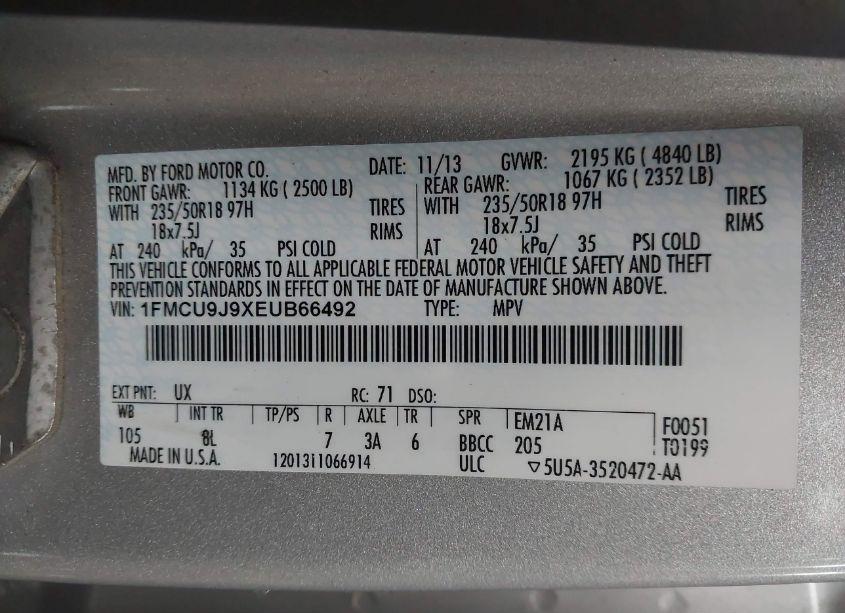 MFD. BY FORD MOTOR CO. DATE: 11/13 GVWR: 2195 KG ( 4840 LB)
FRONT GAWR: 1134 KG ( 2500 LB) REAR GAWR: 1067 KG ( 2352 LB)
WITH 235/50R18 97H TIRES WITH 235/50R18 97H TIRES
18x7.5J RIMS 18x7.5J RIMS
AT 240 kPa/ 35 PSI COLD AT 240 kPa/ 35 PSI COLD
THIS VEHICLE CONFORMS TO ALL APPLICABLE FEDERAL MOTOR VEHICLE SAFETY AND THEFT
PREVENTION STANDARDS IN EFFECT ON THE DATE OF MANUFACTURE SHOWN ABOVE.
VIN: 1FMCU9J9XEUB66492 TYPE: MPV
EXT PNT: UX RC: 71 DSO:
WB INT TR TP/PS R AXLE TR SPR EM21A F0051
105 8L 7 3A 6 BBCC 205 T0199
MADE IN U.S.A. 12013i1066914 ULC ▽5U5A-3520472-AA